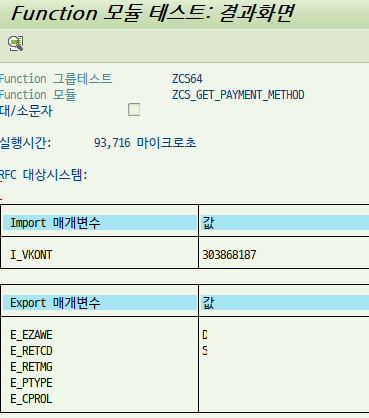 Function 모듈 테스트: 결과화면
Function 그룹테스트 ZCS64
Function 모듈 ZCS_GET_PAYMENT_METHOD
대/소문자
실행시간: 93,716 마이크로초
RFC 대상시스템:
Import 매개변수 값
I_VKONT 303868187
Export 매개변수 값
E_EZAWE D
E_RETCD S
E_RETMG
E_PTYPE
E_CPROL